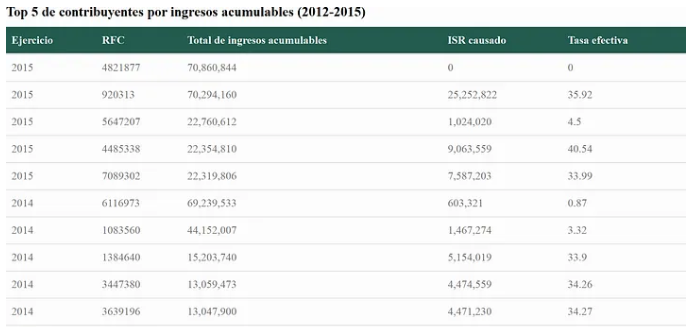 Top 5 de contribuyentes por ingresos acumulables (2012-2015)
Ejercicio RFC Total de ingresos acumulables ISR causado Tasa efectiva
2015 4821877 70,860,844 0 0
2015 920313 70,294,160 25,252,822 35.92
2015 5647207 22,760,612 1,024,020 4.5
2015 4485338 22,354,810 9,063,559 40.54
2015 7089302 22,319,806 7,587,203 33.99
2014 6116973 69,239,533 603,321 0.87
2014 1083560 44,152,007 1,467,274 3.32
2014 1384640 15,203,740 5,154,019 33.9
2014 3447380 13,059,473 4,474,559 34.26
2014 3639196 13,047,900 4,471,230 34.27